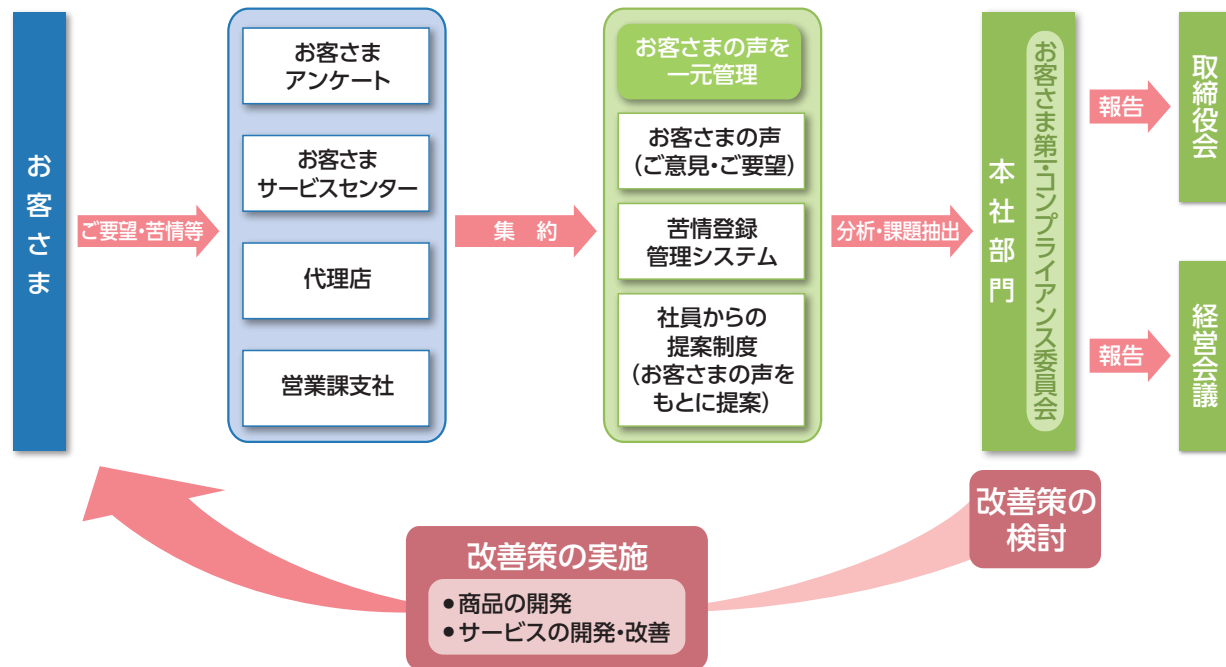 お客さま
ご要望・苦情等
お客さま
アンケート
お客さま
サービスセンター
代理店
営業課支社
集 約
お客さまの声を
一元管理
お客さまの声
（ご意見・ご要望）
苦情登録
管理システム
社員からの
提案制度
（お客さまの声を
もとに提案）
分析・課題抽出
本社部門
お客さま第一・コンプライアンス委員会
報告
取締役会
報告
経営会議
改善策の
検討
改善策の実施
●商品の開発
●サービスの開発・改善